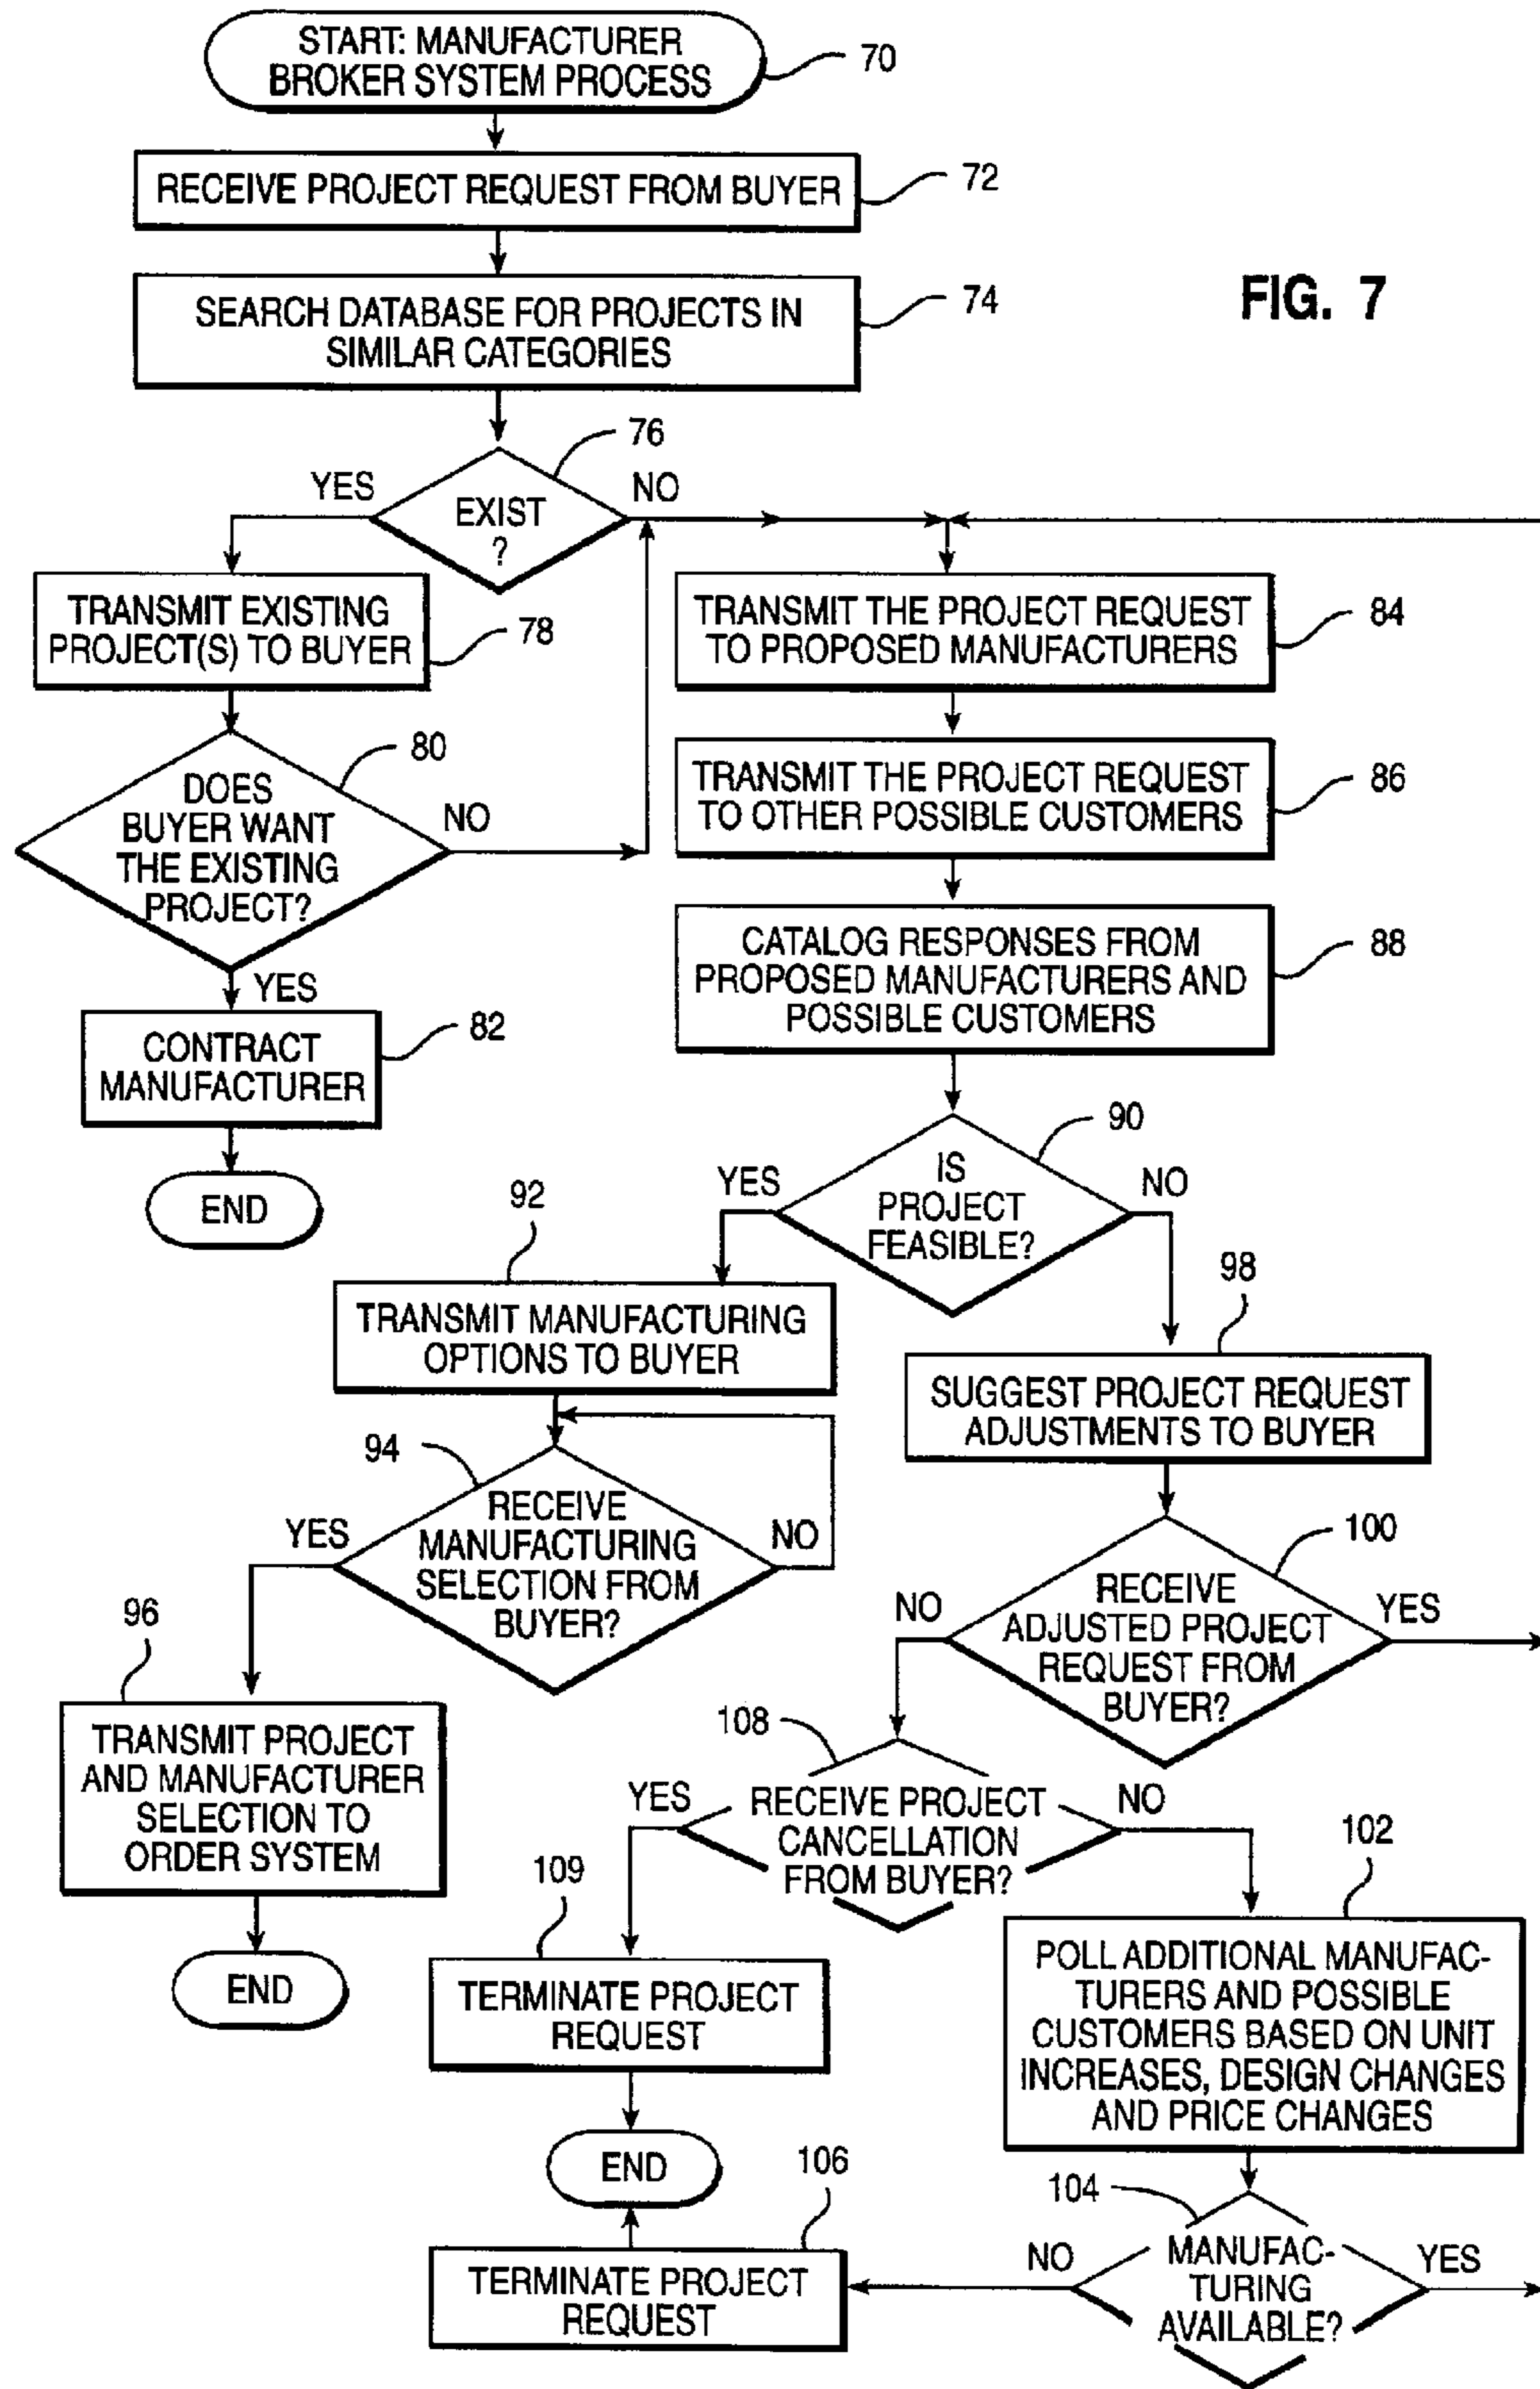 START: MANUFACTURER
BROKER SYSTEM PROCESS
70
RECEIVE PROJECT REQUEST FROM BUYER
72
SEARCH DATABASE FOR PROJECTS IN
SIMILAR CATEGORIES
74
FIG. 7
76
YES
EXIST
?
NO
TRANSMIT EXISTING
PROJECT(S) TO BUYER
78
80
DOES
BUYER WANT
THE EXISTING
PROJECT?
NO
YES
CONTRACT
MANUFACTURER
82
END
TRANSMIT THE PROJECT REQUEST
TO PROPOSED MANUFACTURERS
84
TRANSMIT THE PROJECT REQUEST
TO OTHER POSSIBLE CUSTOMERS
86
CATALOG RESPONSES FROM
PROPOSED MANUFACTURERS AND
POSSIBLE CUSTOMERS
88
90
YES
IS
PROJECT
FEASIBLE?
NO
92
TRANSMIT MANUFACTURING
OPTIONS TO BUYER
94
YES
RECEIVE
MANUFACTURING
SELECTION FROM
BUYER?
NO
96
TRANSMIT PROJECT
AND MANUFACTURER
SELECTION TO
ORDER SYSTEM
END
98
SUGGEST PROJECT REQUEST
ADJUSTMENTS TO BUYER
100
NO
RECEIVE
ADJUSTED PROJECT
REQUEST FROM
BUYER?
YES
108
YES
RECEIVE PROJECT
CANCELLATION
FROM BUYER?
NO
109
TERMINATE PROJECT
REQUEST
END
102
POLL ADDITIONAL MANUFAC-
TURERS AND POSSIBLE
CUSTOMERS BASED ON UNIT
INCREASES, DESIGN CHANGES
AND PRICE CHANGES
104
NO
MANUFAC-
TURING
AVAILABLE?
YES
106
TERMINATE PROJECT
REQUEST